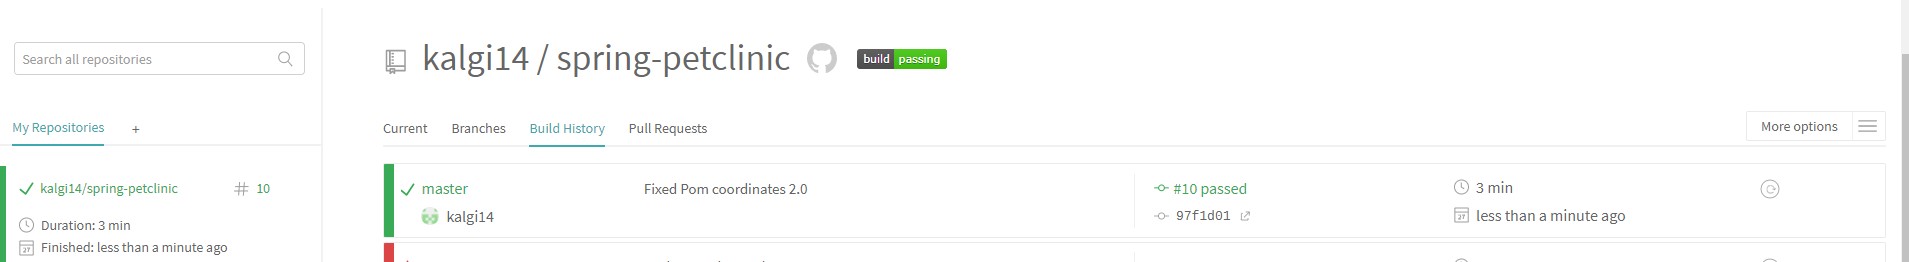 Search all repositories
My Repositories +
kalgi14/spring-petclinic # 10
Duration: 3 min
Finished: less than a minute ago
kalgi14 / spring-petclinic build passing
Current Branches Build History Pull Requests More options
master Fixed Pom coordinates 2.0 #10 passed 3 min
kalgi14 97f1d01 less than a minute ago